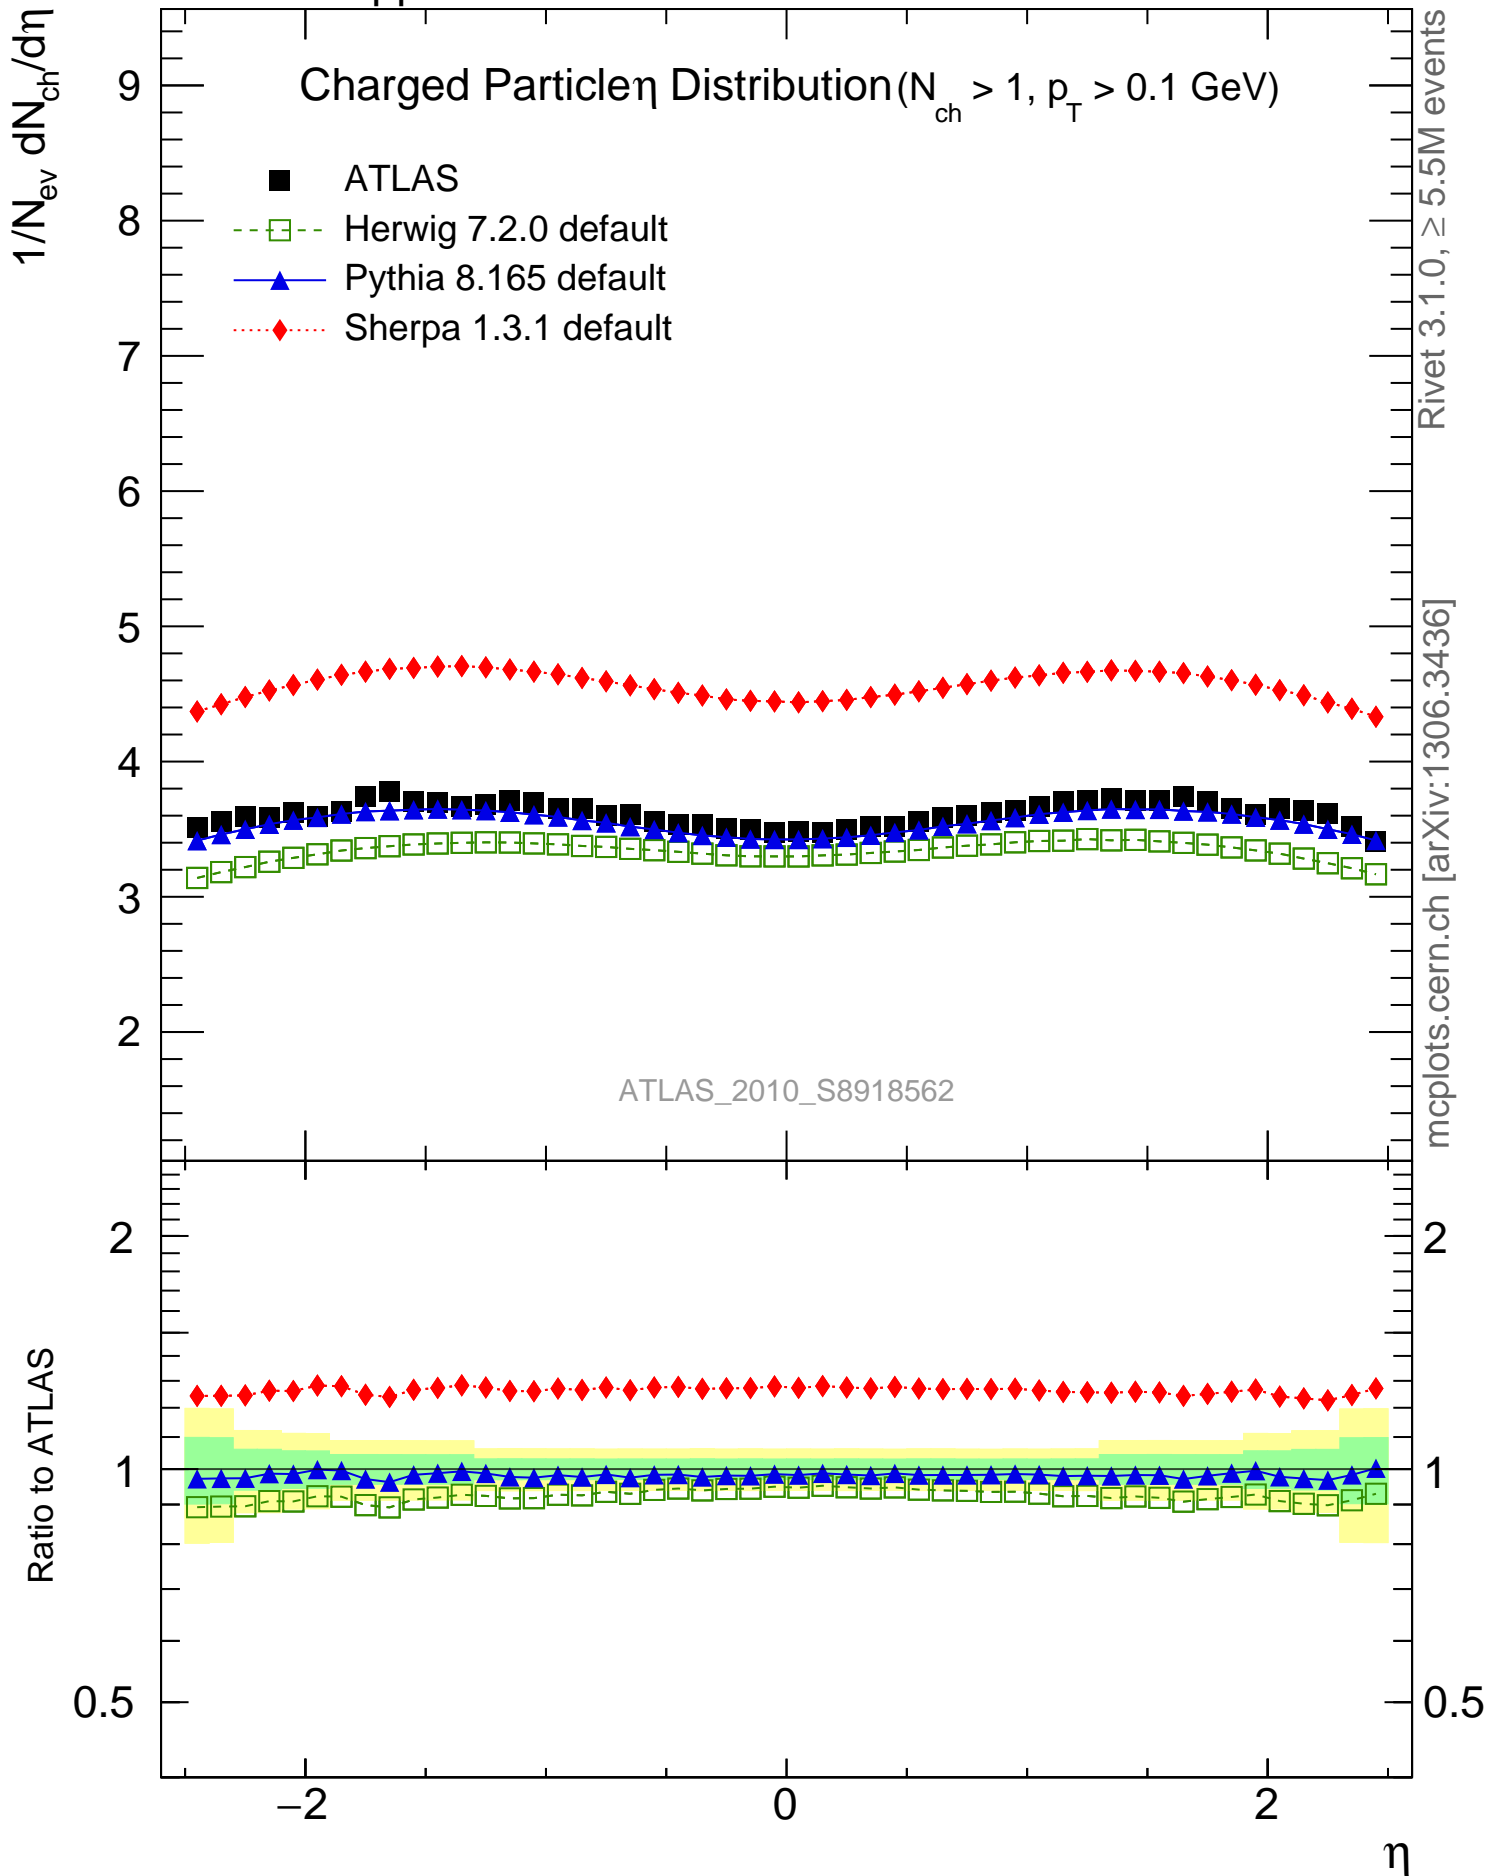 1/N_ev dN_ch/dη
Charged Particleη Distribution (N_ch > 1, p_T > 0.1 GeV)
ATLAS
Herwig 7.2.0 default
Pythia 8.165 default
Sherpa 1.3.1 default
9
8
7
6
5
4
3
2
ATLAS_2010_S8918562
Rivet 3.1.0, ≥ 5.5M events
mcplots.cern.ch [arXiv:1306.3436]
Ratio to ATLAS
2
1
0.5
2
1
0.5
−2
0
2
η